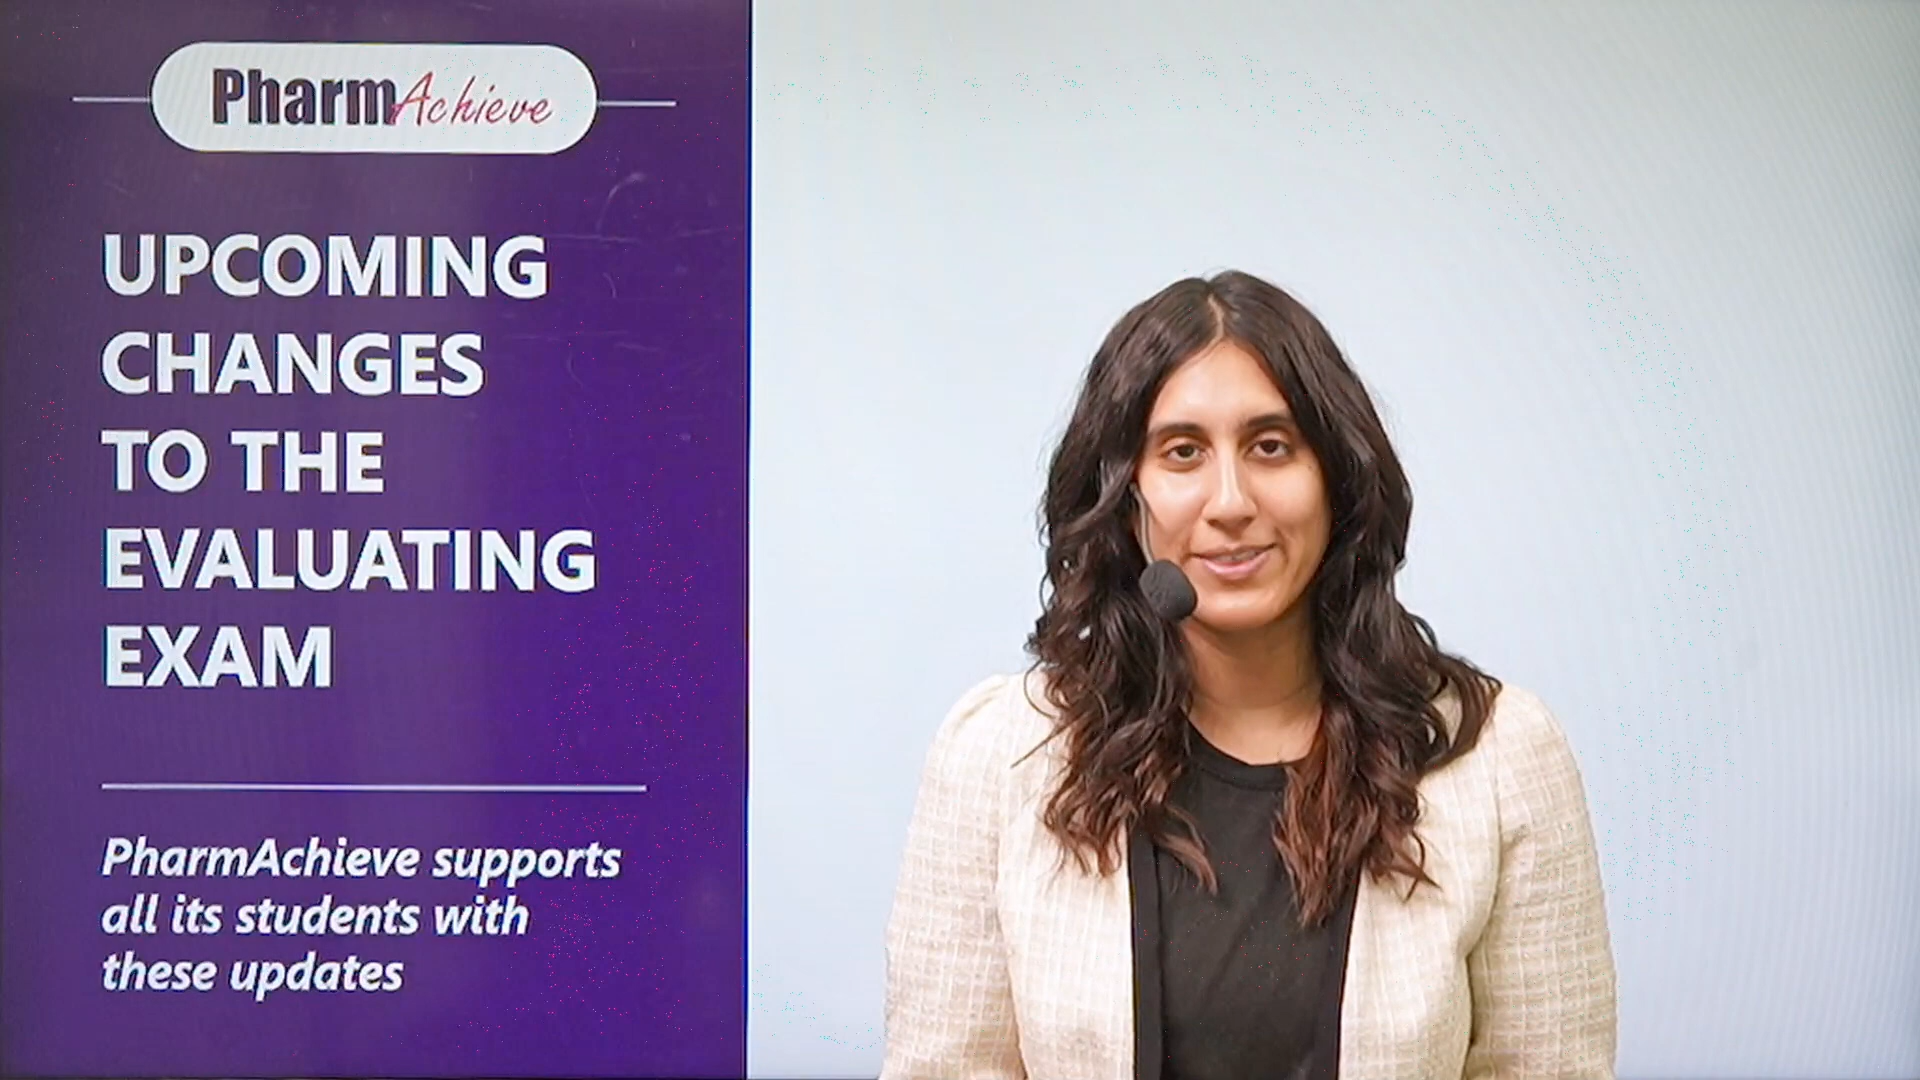 PharmAchieve
UPCOMING
CHANGES
TO THE
EVALUATING
EXAM
PharmAchieve supports
all its students with
these updates